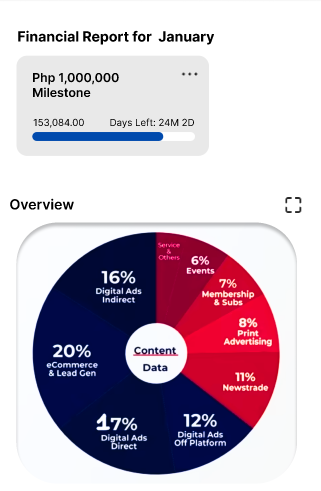 Financial Report for January
Php 1,000,000
Milestone
153,084.00 Days Left: 24M 2D
Overview
Service
&
Others
6%
Events
7%
Membership
& Subs
8%
Print
Advertising
11%
Newstrade
12%
Digital Ads
Off Platform
17%
Digital Ads
Direct
20%
eCommerce
& Lead Gen
16%
Digital Ads
Indirect
Content
Data